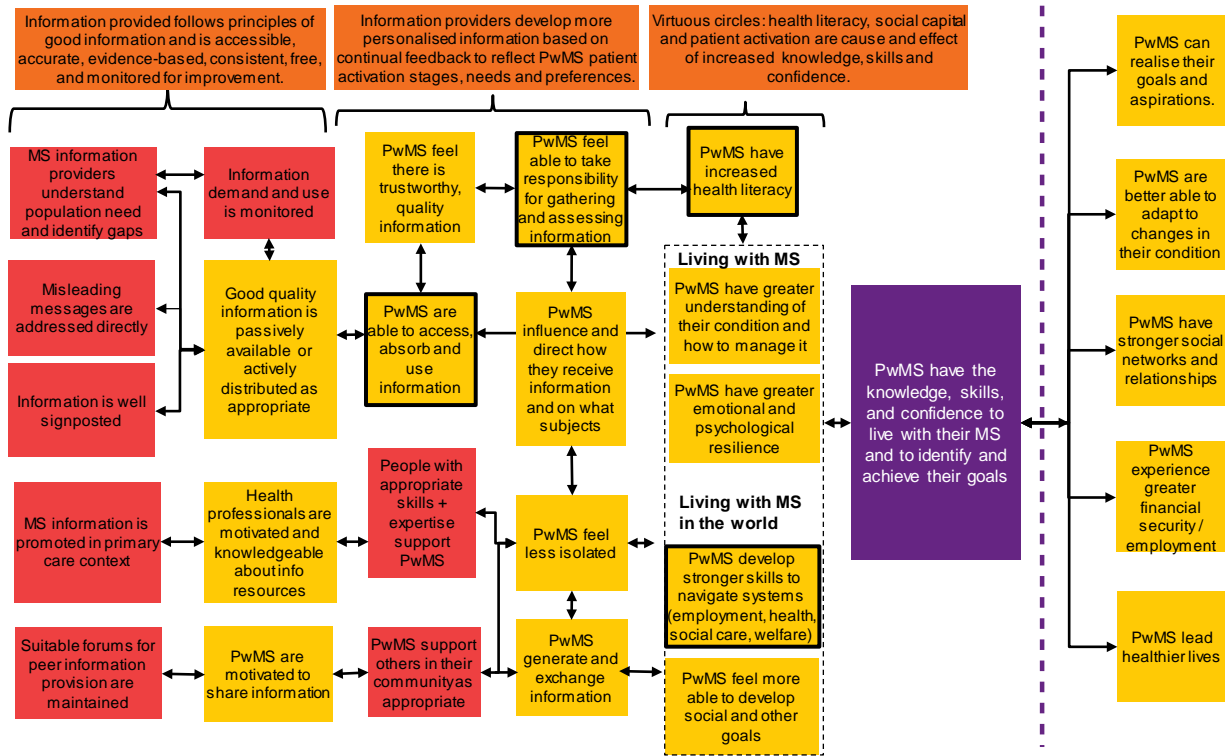 Information provided follows principles of
good information and is accessible,
accurate, evidence-based, consistent, free,
and monitored for improvement.
Information providers develop more
personalised information based on
continual feedback to reflect PwMS patient
activation stages, needs and preferences.
Virtuous circles: health literacy, social capital
and patient activation are cause and effect
of increased knowledge, skills and
confidence.
MS information
providers
understand
population need
and identify gaps
Information
demand and use
is monitored
PwMS feel
there is
trustworthy,
quality
information
PwMS feel
able to take
responsibility
for gathering
and assessing
information
PwMS have
increased
health literacy
Misleading
messages are
addressed directly
Information is well
signposted
Good quality
information is
passively
available or
actively
distributed as
appropriate
PwMS are
able to access,
absorb and
use information
PwMS
influence and
direct how
they receive
information
and on what
subjects
Living with MS
PwMS have greater
understanding of
their condition and
how to manage it
PwMS have greater
emotional and
psychological
resilience
MS information is
promoted in primary
care context
Health
professionals are
motivated and
knowledgeable
about info
resources
People with
appropriate
skills +
expertise
support
PwMS
PwMS feel
less isolated
Living with MS
in the world
PwMS develop
stronger skills to
navigate systems
(employment, health,
social care, welfare)
Suitable forums for
peer information
provision are
maintained
PwMS are
motivated to
share information
PwMS support
others in their
community as
appropriate
PwMS
generate and
exchange
information
PwMS feel more
able to develop
social and other
goals
PwMS have the
knowledge, skills,
and confidence to
live with their MS
and to identify and
achieve their goals
PwMS can
realise their
goals and
aspirations.
PwMS are
better able to
adapt to
changes in
their condition
PwMS have
stronger social
networks and
relationships
PwMS
experience
greater
financial
security /
employment
PwMS lead
healthier lives